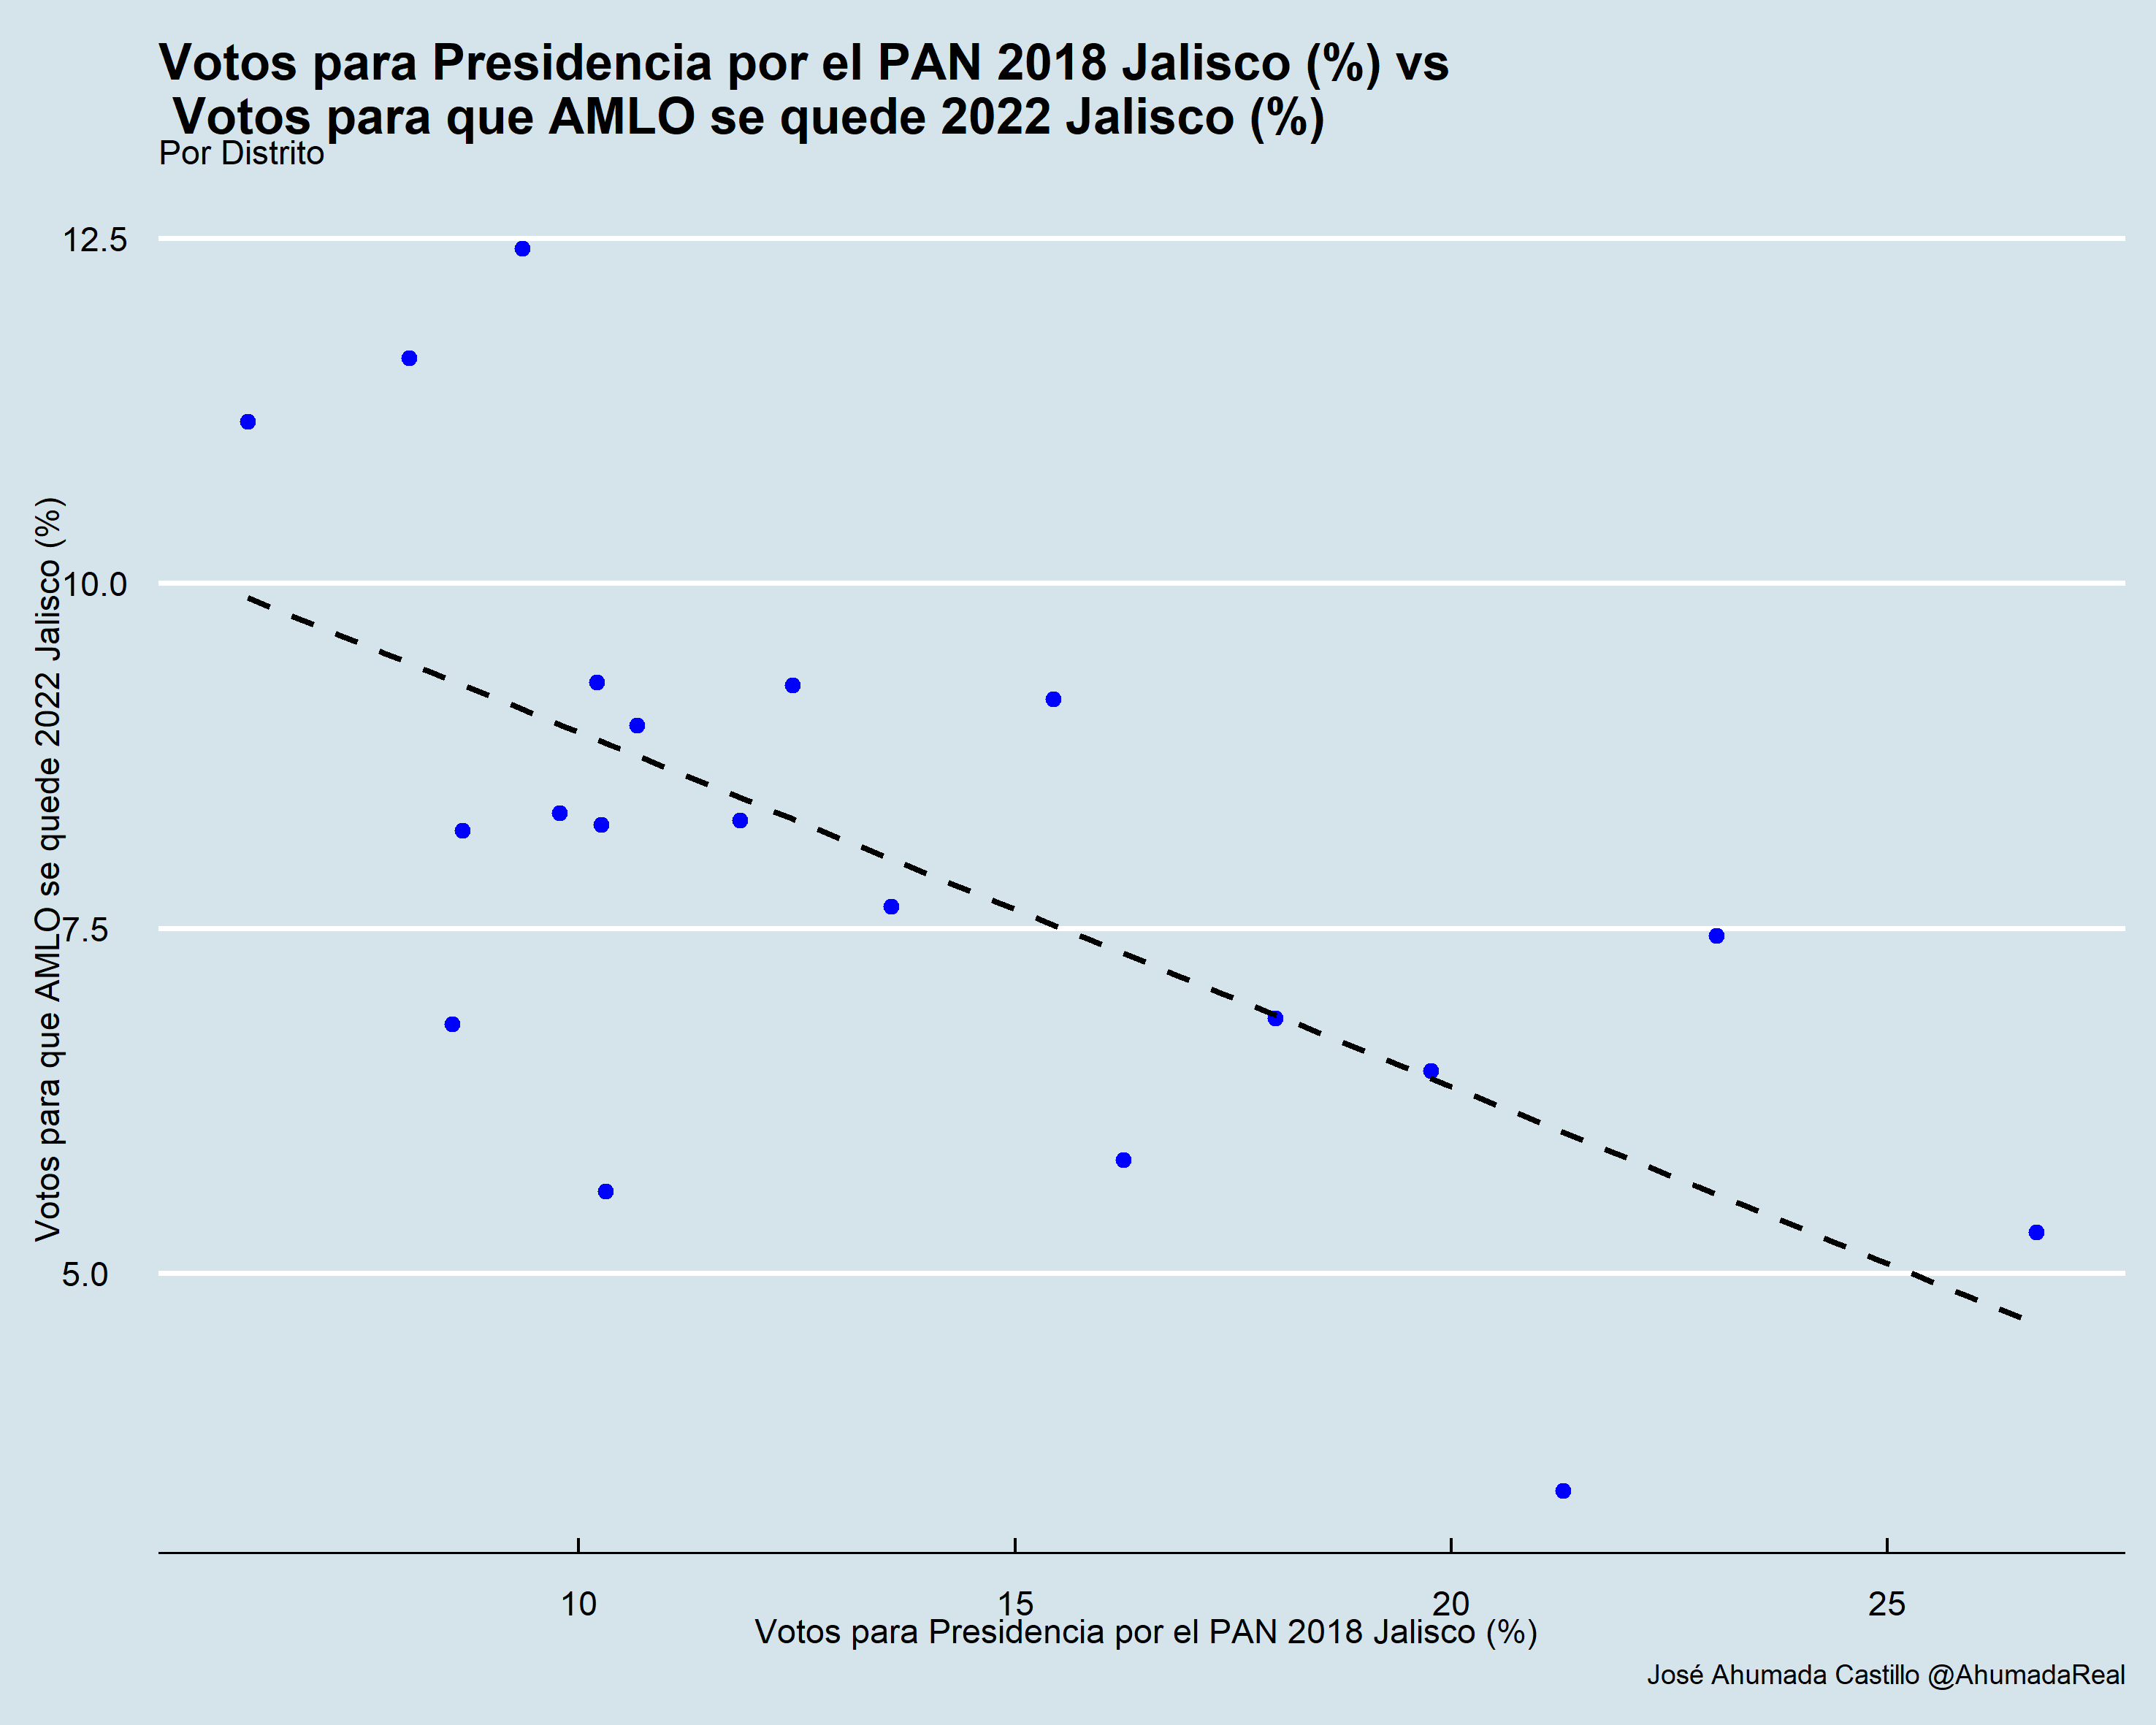 Votos para Presidencia por el PAN 2018 Jalisco (%) vs
Votos para que AMLO se quede 2022 Jalisco (%)
Por Distrito
Votos para que AMLO se quede 2022 Jalisco (%)
12.5
10.0
7.5
5.0
10 15 20 25
Votos para Presidencia por el PAN 2018 Jalisco (%)
José Ahumada Castillo @AhumadaReal